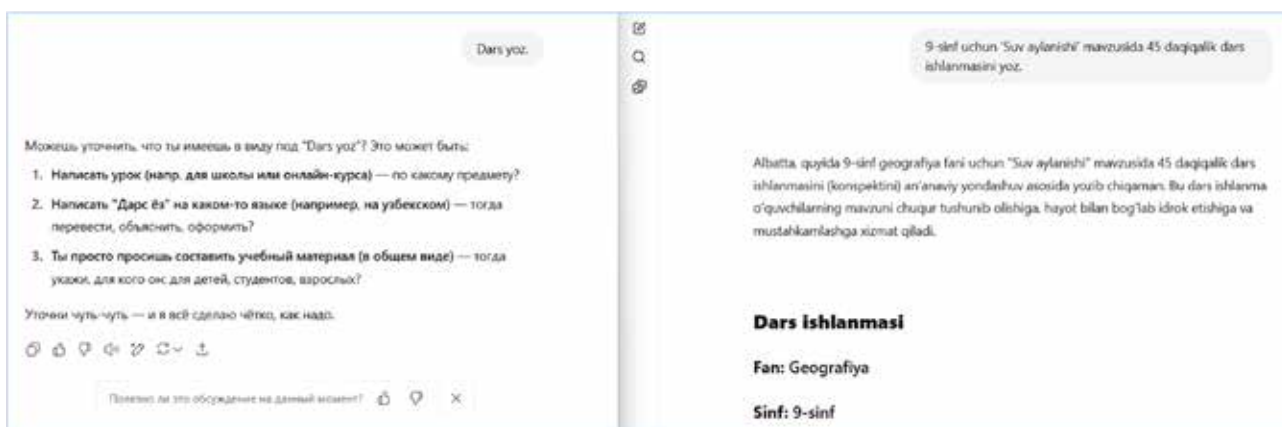 Dars yoz.
Можешь уточнить, что ты имеешь в виду под "Dars yoz"? Это может быть:
1. Написать урок (напр. для школы или онлайн-курса) — по какому предмету?
2. Написать "Дарс ёз" на каком-то языке (например, на узбекском) — тогда
перевести, объяснить, оформить?
3. Ты просто просишь составить учебный материал (в общем виде) — тогда
укажи, для кого он: для детей, студентов, взрослых?
Уточни чуть-чуть — и я всё сделаю чётко, как надо.
Полезно ли это обсуждение на данный момент?
9-sinf uchun 'Suv aylanishi' mavzusida 45 daqiqalik dars
ishlanmasini yoz.
Albatta, quyida 9-sinf geografiya fani uchun "Suv aylanishi" mavzusida 45 daqiqalik dars
ishlanmasini (konspektini) an'anaviy yondashuv asosida yozib chiqaman. Bu dars ishlanma
o'quvchilarning mavzuni chuqur tushunib olishiga, hayot bilan bog'lab idrok etishiga va
mustahkamlashga xizmat qiladi.
Dars ishlanmasi
Fan: Geografiya
Sinf: 9-sinf